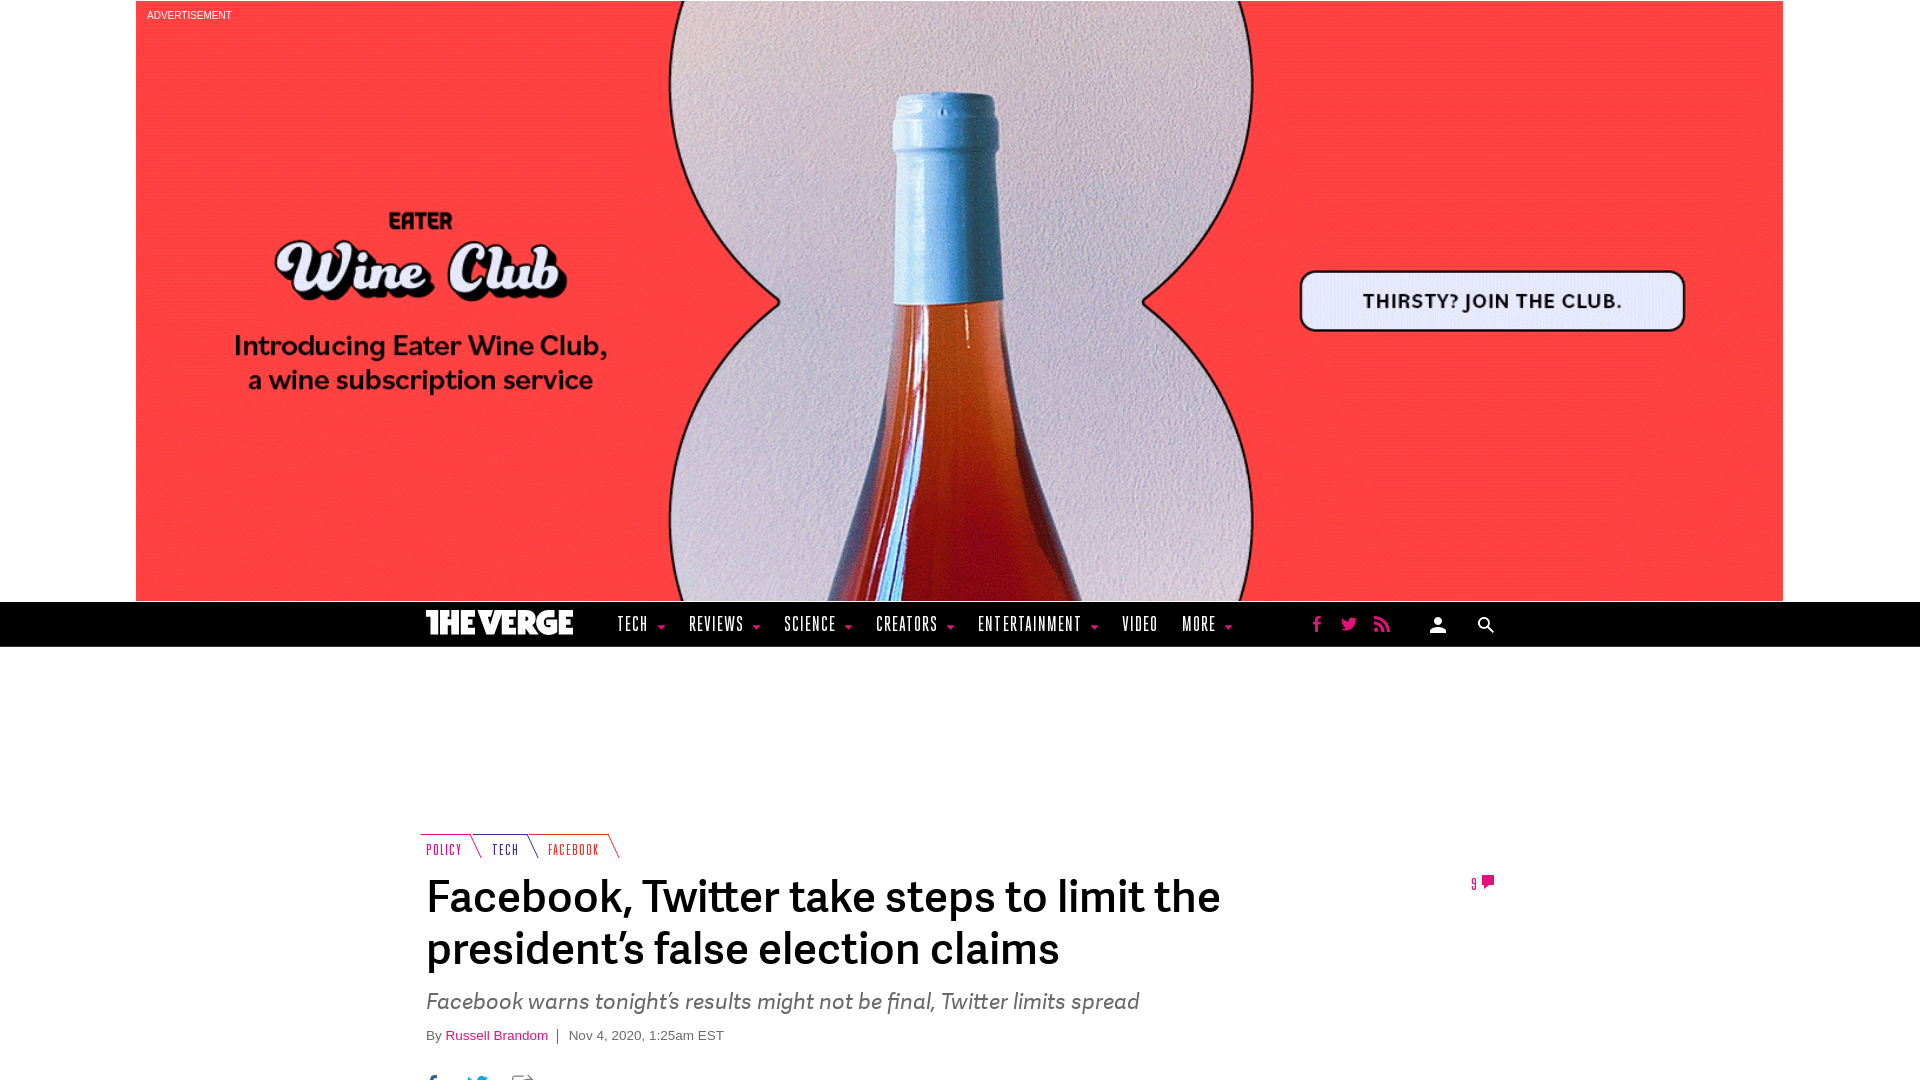 ADVERTISEMENT
EATER
Wine Club
Introducing Eater Wine Club,
a wine subscription service
THIRSTY? JOIN THE CLUB.
THE VERGE
TECH
REVIEWS
SCIENCE
CREATORS
ENTERTAINMENT
VIDEO
MORE
POLICY
TECH
FACEBOOK
Facebook, Twitter take steps to limit the
president’s false election claims
9
Facebook warns tonight’s results might not be final, Twitter limits spread
By Russell Brandom | Nov 4, 2020, 1:25am EST